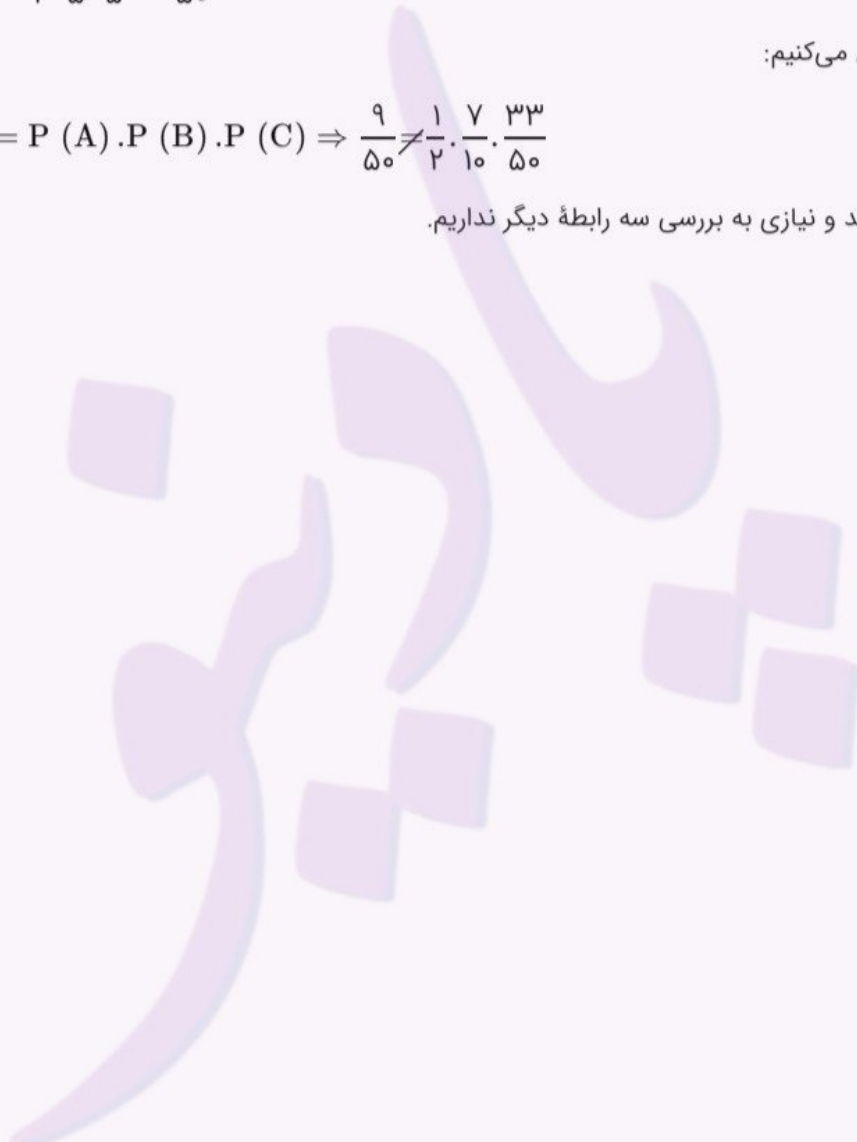 می‌کنیم:
= P (A) .P (B) .P (C) ⇒ ۹/۵۰ ≠ ۱/۲ . ۷/۱۰ . ۳۳/۵۰
و نیازی به بررسی سه رابطهٔ دیگر نداریم.